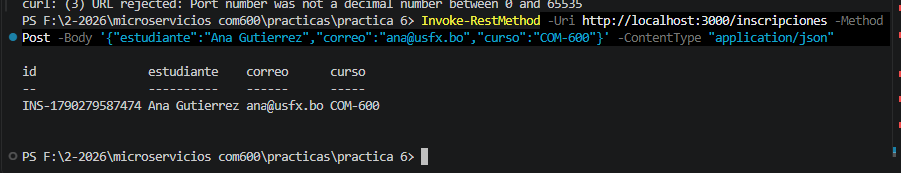 curl: (3) URL rejected: Port number was not a decimal number between 0 and 65535
PS F:\2-2026\microservicios com600\practicas\practica 6> Invoke-RestMethod -Uri http://localhost:3000/inscripciones -Method
Post -Body '{"estudiante":"Ana Gutierrez","correo":"ana@usfx.bo","curso":"COM-600"}' -ContentType "application/json"
id estudiante correo curso
-- ---------- ------ -----
INS-1790279587474 Ana Gutierrez ana@usfx.bo COM-600
PS F:\2-2026\microservicios com600\practicas\practica 6>